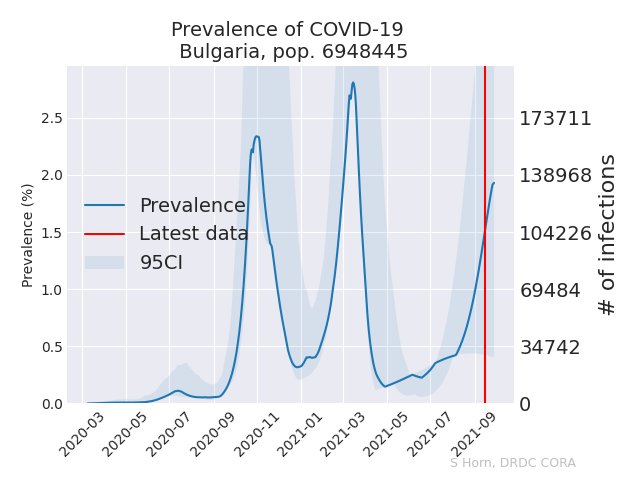 Prevalence of COVID-19
Bulgaria, pop. 6948445
Prevalence (%)
2.5
2.0
1.5
1.0
0.5
0.0
Prevalence
Latest data
95CI
173711
138968
104226
69484
34742
0
# of infections
2020-03
2020-05
2020-07
2020-09
2020-11
2021-01
2021-03
2021-05
2021-07
2021-09
S Horn, DRDC CORA